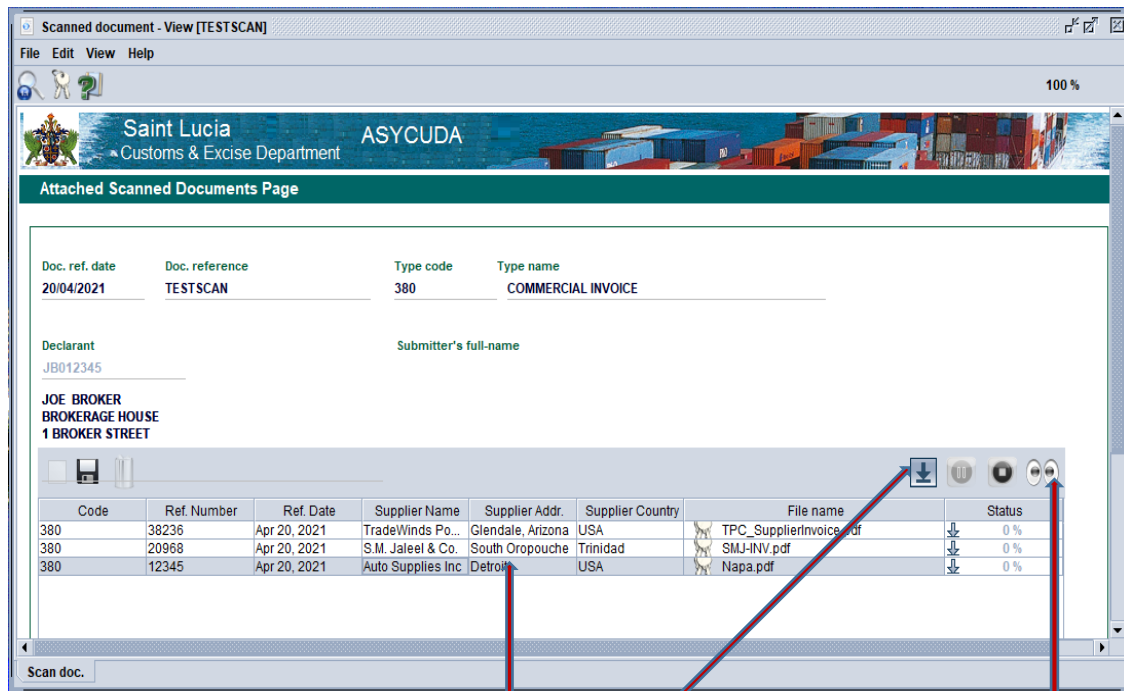 Scanned document - View [TESTSCAN]
File Edit View Help
100 %
Saint Lucia
Customs & Excise Department
ASYCUDA
Attached Scanned Documents Page
Doc. ref. date Doc. reference Type code Type name
20/04/2021 TESTSCAN 380 COMMERCIAL INVOICE
Declarant Submitter's full-name
JB012345
JOE BROKER
BROKERAGE HOUSE
1 BROKER STREET
Code Ref. Number Ref. Date Supplier Name Supplier Addr. Supplier Country File name Status
380 38236 Apr 20, 2021 TradeWinds Po... Glendale, Arizona USA TPC_SupplierInvoice.pdf 0 %
380 20968 Apr 20, 2021 S.M. Jaleel & Co. South Oropouche Trinidad SMJ-INV.pdf 0 %
380 12345 Apr 20, 2021 Auto Supplies Inc Detroit USA Napa.pdf 0 %
Scan doc.